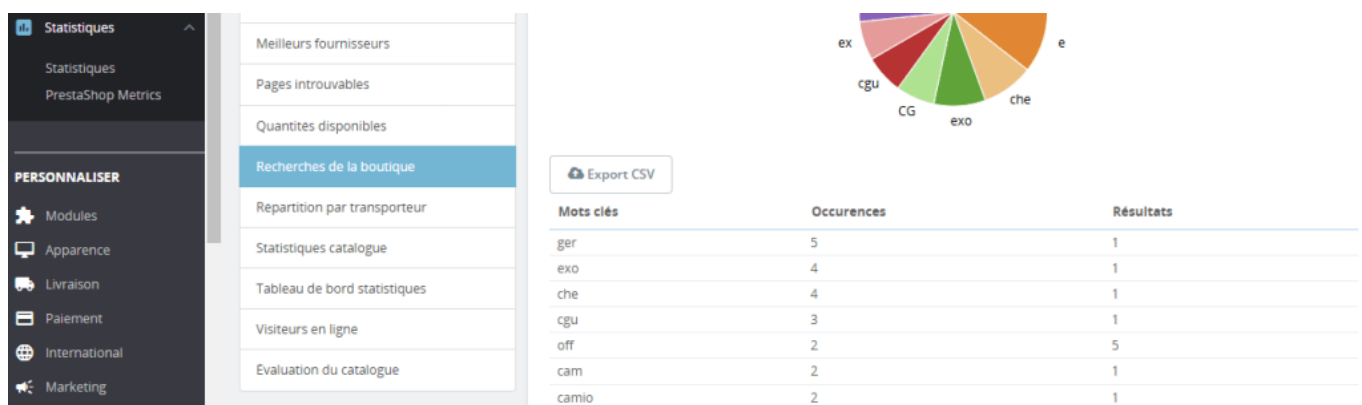 Statistiques
Statistiques
PrestaShop Metrics
PERSONNALISER
Modules
Apparence
Livraison
Paiement
International
Marketing
Meilleurs fournisseurs
Pages introuvables
Quantités disponibles
Recherches de la boutique
Répartition par transporteur
Statistiques catalogue
Tableau de bord statistiques
Visiteurs en ligne
Évaluation du catalogue
ex
e
cgu
che
CG
exo
Export CSV
Mots clés Occurences Résultats
ger 5 1
exo 4 1
che 4 1
cgu 3 1
off 2 5
cam 2 1
camio 2 1